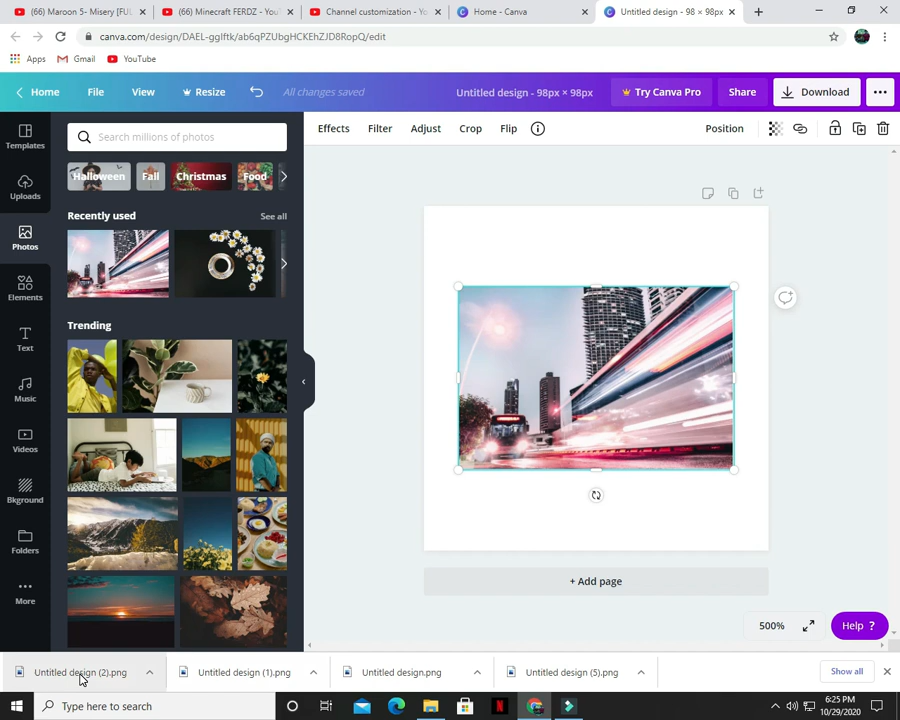 (66) Maroon 5- Misery [FUL
(66) Minecraft FERDZ - YouT
Channel customization - Yo
Home - Canva
Untitled design - 98 × 98px
canva.com/design/DAEL-ggIftk/ab6qPZUbgHCKEhZJD8RopQ/edit
Apps
Gmail
YouTube
Home
File
View
Resize
All changes saved
Untitled design - 98px × 98px
Try Canva Pro
Share
Download
Templates
Uploads
Photos
Elements
Text
Music
Videos
Bkground
Folders
More
Search millions of photos
Halloween
Fall
Christmas
Food
Recently used
See all
Trending
Effects
Filter
Adjust
Crop
Flip
Position
+ Add page
500%
Help ?
Untitled design (2).png
Untitled design (1).png
Untitled design.png
Untitled design (5).png
Show all
Type here to search
6:25 PM
10/29/2020